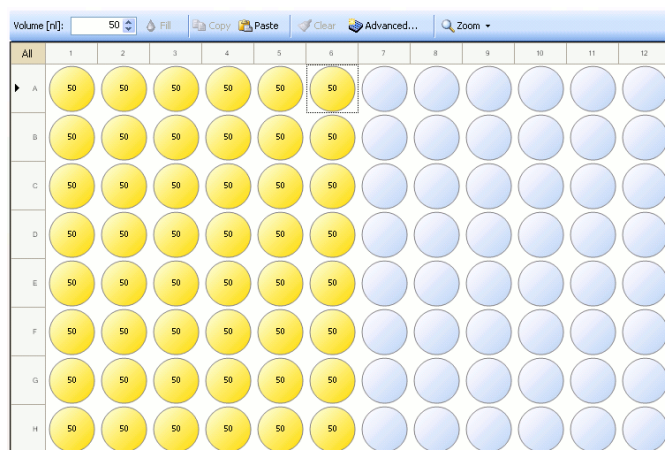 Volume [nl]: 50 Fill Copy Paste Clear Advanced... Zoom
All 1 2 3 4 5 6 7 8 9 10 11 12
A 50 50 50 50 50 50
B 50 50 50 50 50 50
C 50 50 50 50 50 50
D 50 50 50 50 50 50
E 50 50 50 50 50 50
F 50 50 50 50 50 50
G 50 50 50 50 50 50
H 50 50 50 50 50 50